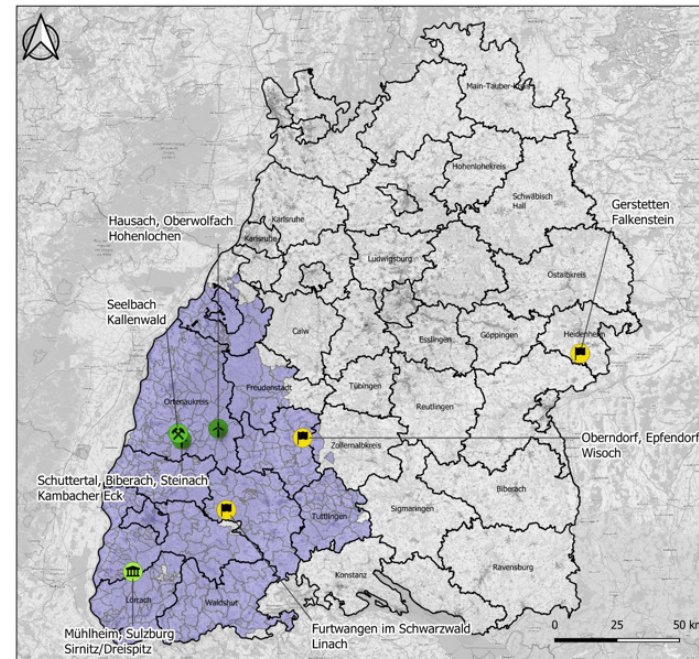 Main-Tauber-Kreis
Hohenlohekreis
Schwäbisch
Hall
Gerstetten
Falkenstein
Hausach, Oberwolfach
Hohenlochen
Karlsruhe
Karlsruhe
Ludwigsburg
Ostalbkreis
Seelbach
Kallenwald
Calw
Esslingen
Göppingen
Heidenheim
Freudenstadt
Tübingen
Reutlingen
Ortenaukreis
Zollernalbkreis
Oberndorf, Epfendorf
Wisoch
Schuttertal, Biberach, Steinach
Kambacher Eck
Biberach
Sigmaringen
Tuttlingen
Ravensburg
Konstanz
Lörrach
Waldshut
Mühlheim, Sulzburg
Sirnitz/Dreispitz
Furtwangen im Schwarzwald
Linach
0 25 50 km